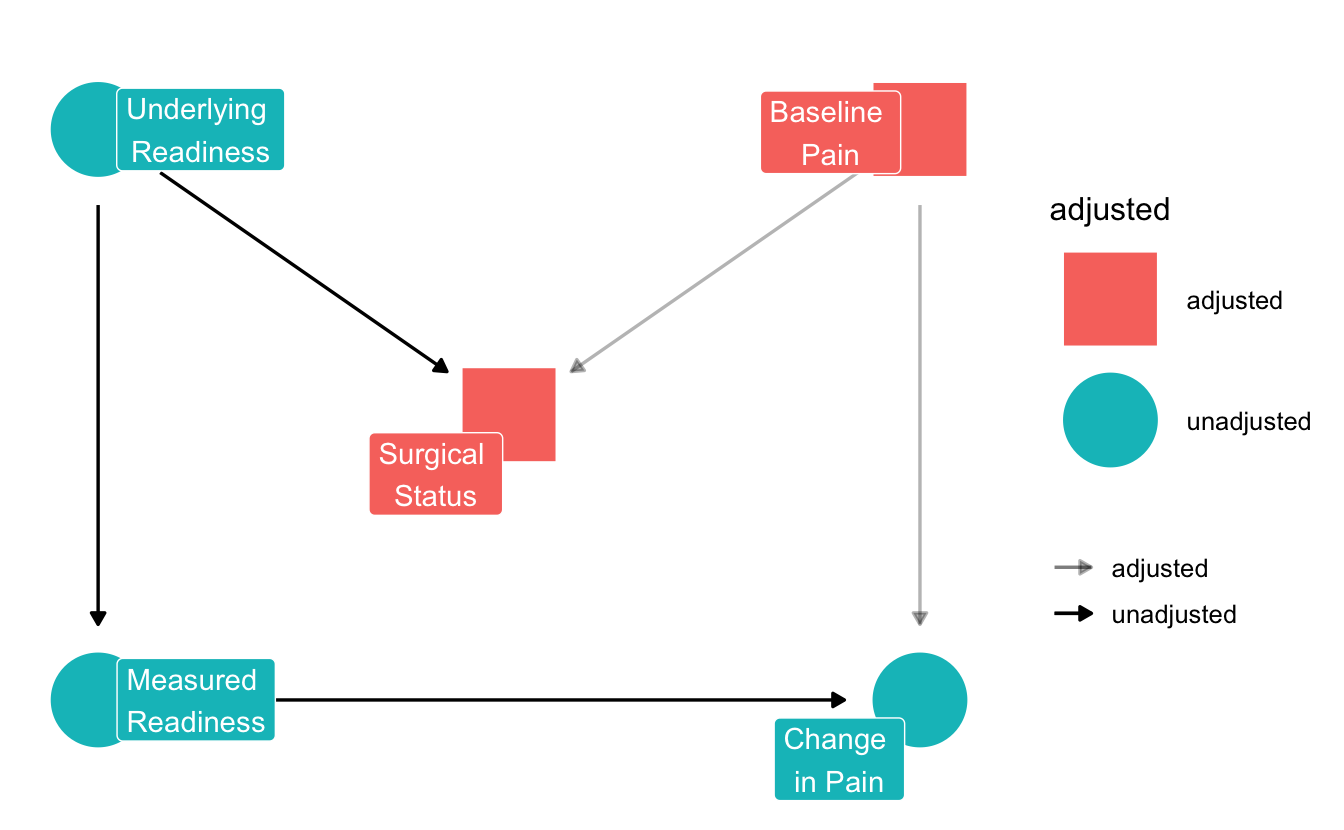 Underlying
Readiness
Baseline
Pain
adjusted
adjusted
Surgical
Status
unadjusted
adjusted
unadjusted
Measured
Readiness
Change
in Pain